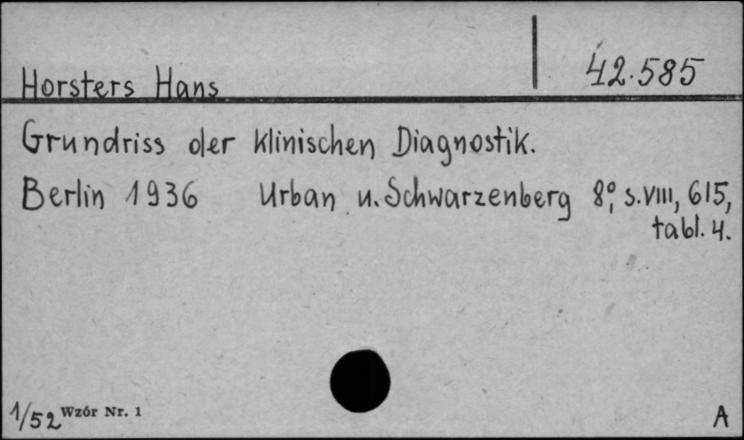 Horsters Hans 42.585
Grundriss der klinischen Diagnostik.
Berlin 1936 Urban u. Schwarzenberg 8°, s. VIII, 615,
tabl. 4.
1/52 Wzór Nr. 1 A